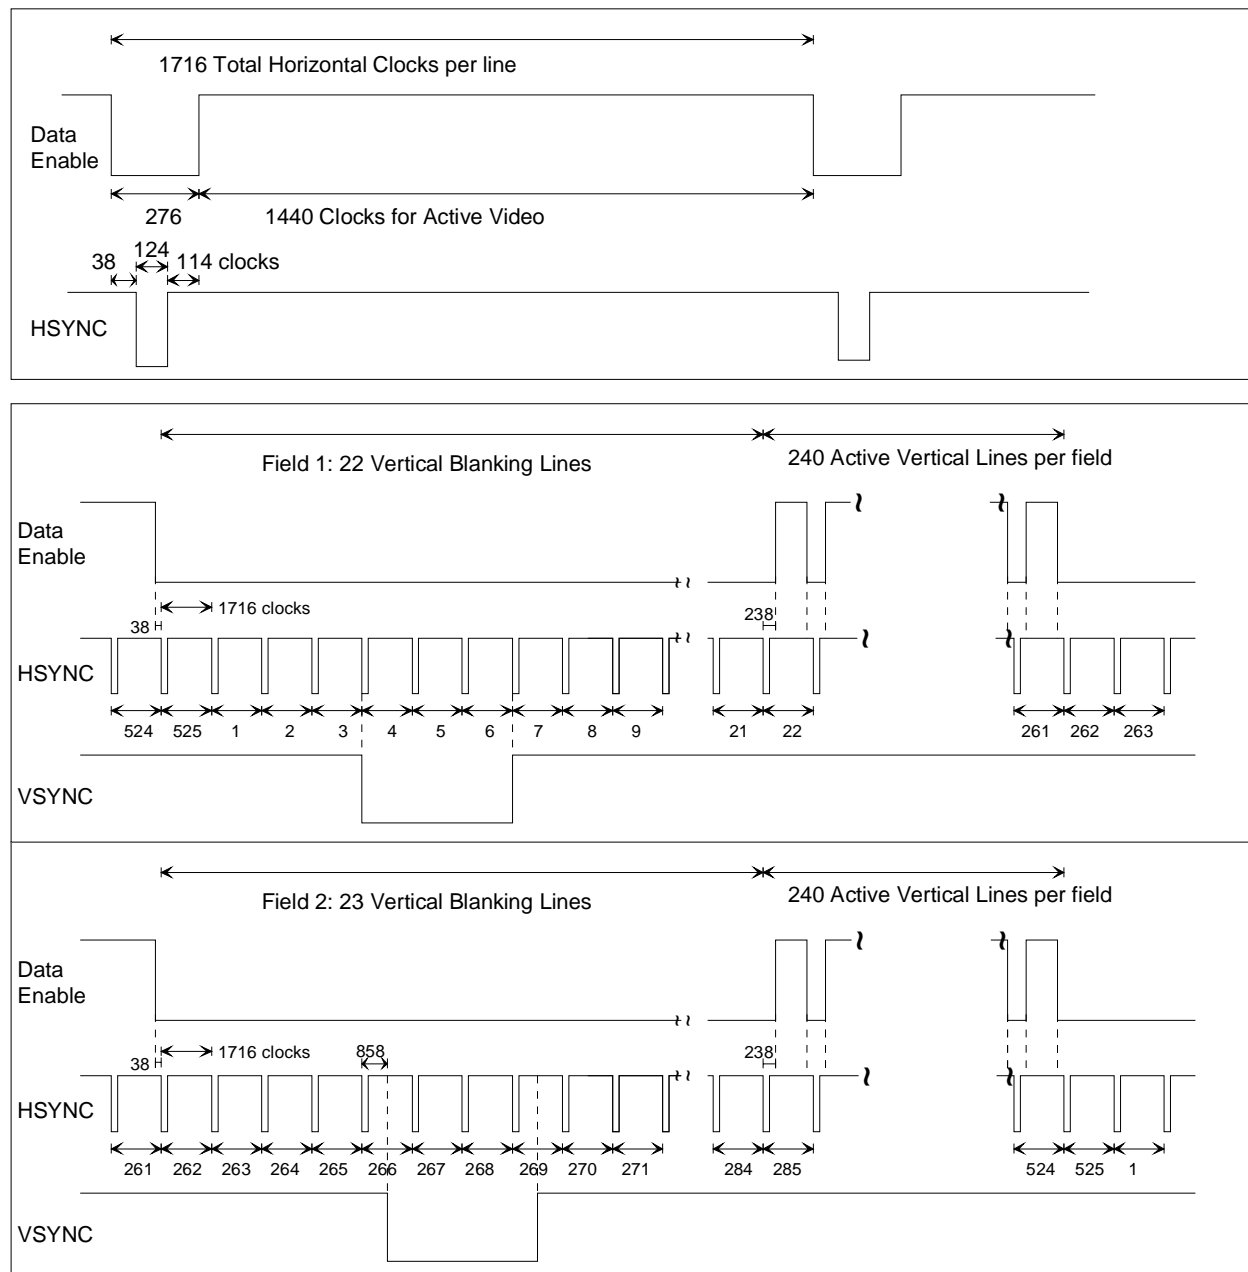 1716 Total Horizontal Clocks per line
Data
Enable
276
1440 Clocks for Active Video
38
124
114 clocks
HSYNC
Field 1: 22 Vertical Blanking Lines
240 Active Vertical Lines per field
Data
Enable
38
1716 clocks
238
HSYNC
524 525 1 2 3 4 5 6 7 8 9 21 22 261 262 263
VSYNC
Field 2: 23 Vertical Blanking Lines
240 Active Vertical Lines per field
Data
Enable
38
1716 clocks
858
238
HSYNC
261 262 263 264 265 266 267 268 269 270 271 284 285 524 525 1
VSYNC